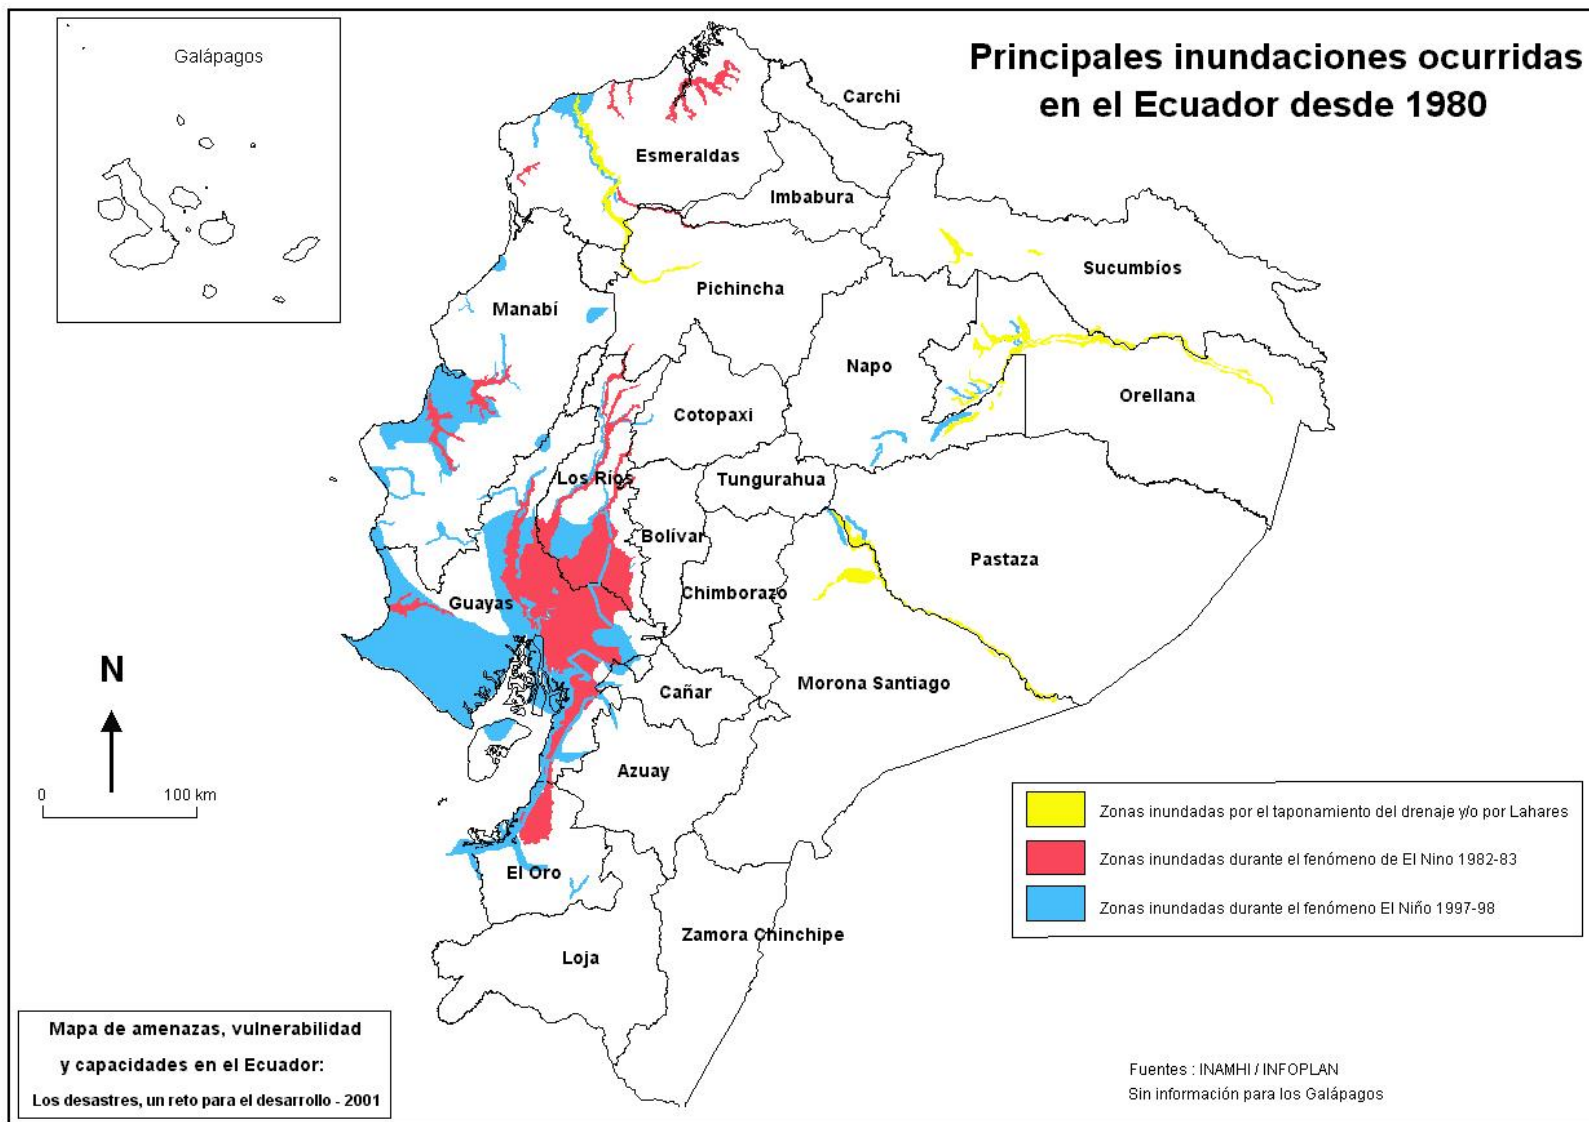 Galápagos
Principales inundaciones ocurridas
en el Ecuador desde 1980
Carchi
Esmeraldas
Imbabura
Sucumbíos
Pichincha
Manabí
Napo
Orellana
Cotopaxi
Los Ríos
Tungurahua
Bolívar
Pastaza
Chimborazo
Guayas
N
Cañar
Morona Santiago
Azuay
0 100 km
El Oro
Zamora Chinchipe
Loja
Zonas inundadas por el taponamiento del drenaje y/o por Lahares
Zonas inundadas durante el fenómeno de El Nino 1982-83
Zonas inundadas durante el fenómeno El Niño 1997-98
Mapa de amenazas, vulnerabilidad
y capacidades en el Ecuador:
Los desastres, un reto para el desarrollo - 2001
Fuentes : INAMHI / INFOPLAN
Sin información para los Galápagos